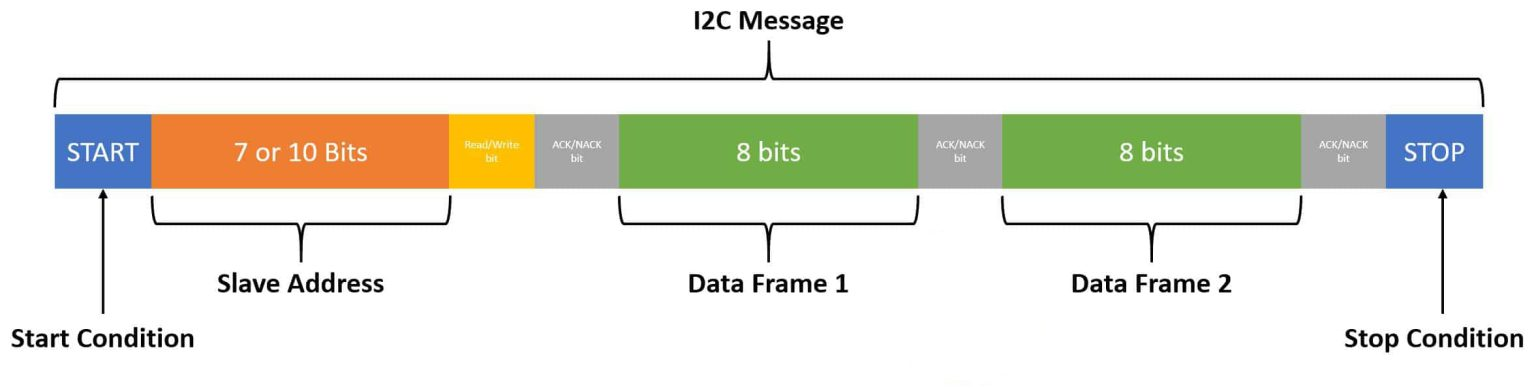 I2C Message
START
7 or 10 Bits
Read/Write
bit
ACK/NACK
bit
8 bits
ACK/NACK
bit
8 bits
ACK/NACK
bit
STOP
Slave Address
Data Frame 1
Data Frame 2
Start Condition
Stop Condition